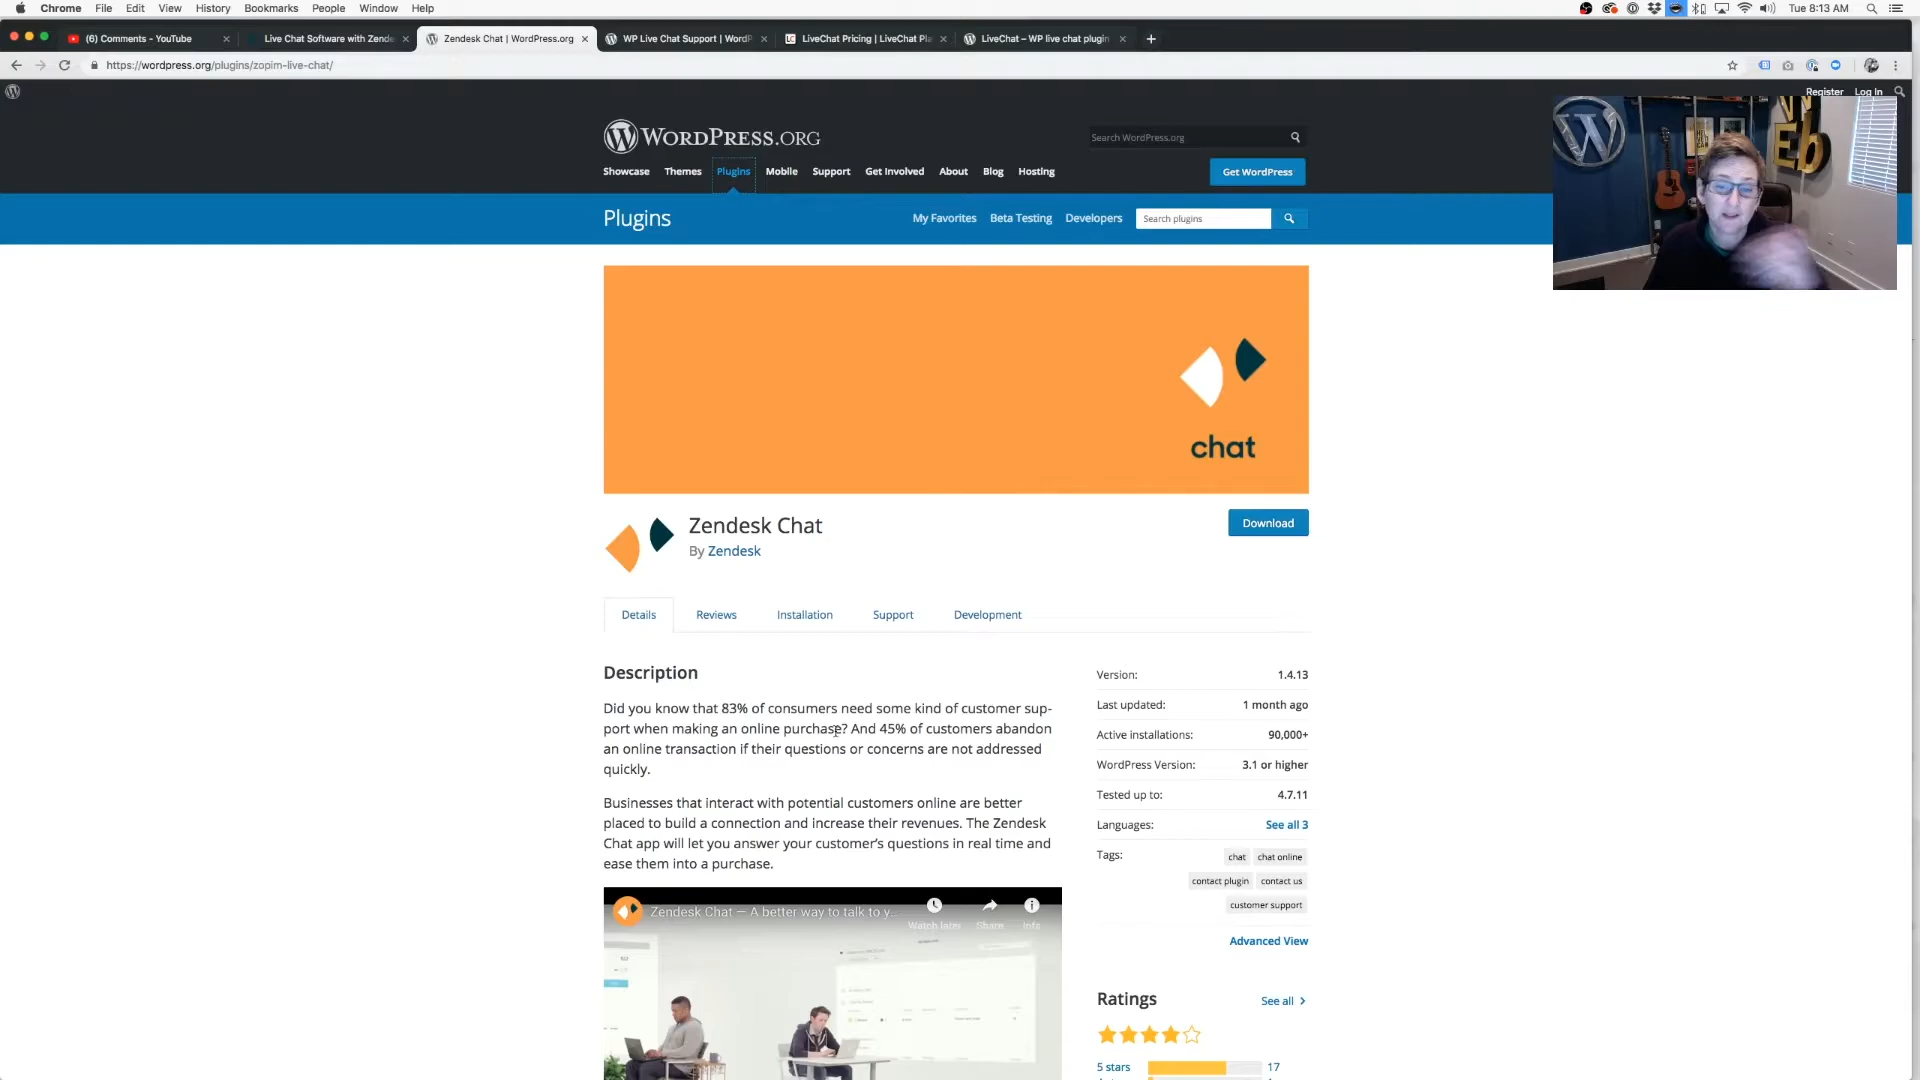 Chrome File Edit View History Bookmarks People Window Help
Tue 8:13 AM
(6) Comments - YouTube
Live Chat Software with Zende
Zendesk Chat | WordPress.org
WP Live Chat Support | WordP
LiveChat Pricing | LiveChat Pla
LiveChat – WP live chat plugin
https://wordpress.org/plugins/zopim-live-chat/
Register Log In
WORDPRESS.ORG
Search WordPress.org
Showcase Themes Plugins Mobile Support Get Involved About Blog Hosting
Get WordPress
Eb
Plugins
My Favorites Beta Testing Developers
Search plugins
chat
Zendesk Chat
By Zendesk
Download
Details Reviews Installation Support Development
Description
Did you know that 83% of consumers need some kind of customer sup-
port when making an online purchase? And 45% of customers abandon
an online transaction if their questions or concerns are not addressed
quickly.
Businesses that interact with potential customers online are better
placed to build a connection and increase their revenues. The Zendesk
Chat app will let you answer your customer's questions in real time and
ease them into a purchase.
Zendesk Chat — A better way to talk to y...
Watch later Share Info
Version: 1.4.13
Last updated: 1 month ago
Active installations: 90,000+
WordPress Version: 3.1 or higher
Tested up to: 4.7.11
Languages: See all 3
Tags: chat chat online
contact plugin contact us
customer support
Advanced View
Ratings
See all
5 stars 17